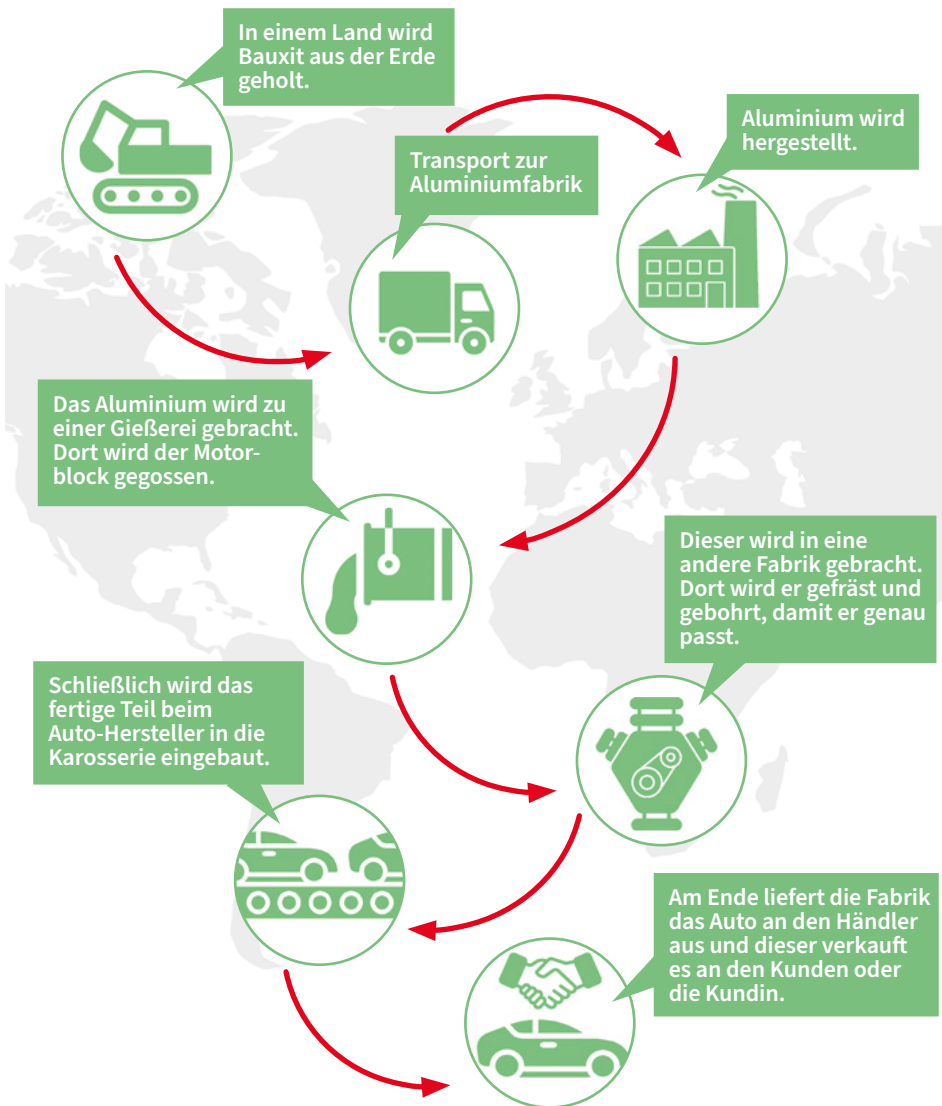 In einem Land wird
Bauxit aus der Erde
geholt.
Transport zur
Aluminiumfabrik
Aluminium wird
hergestellt.
Das Aluminium wird zu
einer Gießerei gebracht.
Dort wird der Motor-
block gegossen.
Dieser wird in eine
andere Fabrik gebracht.
Dort wird er gefräst und
gebohrt, damit er genau
passt.
Schließlich wird das
fertige Teil beim
Auto-Hersteller in die
Karosserie eingebaut.
Am Ende liefert die Fabrik
das Auto an den Händler
aus und dieser verkauft
es an den Kunden oder
die Kundin.